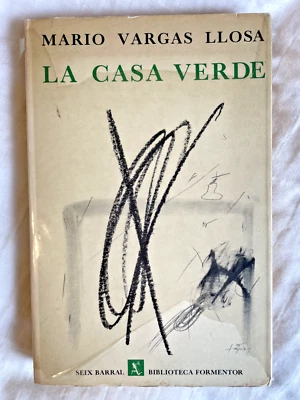 MARIO VARGAS LLOSA
LA CASA VERDE
SEIX BARRAL BIBLIOTECA FORMENTOR